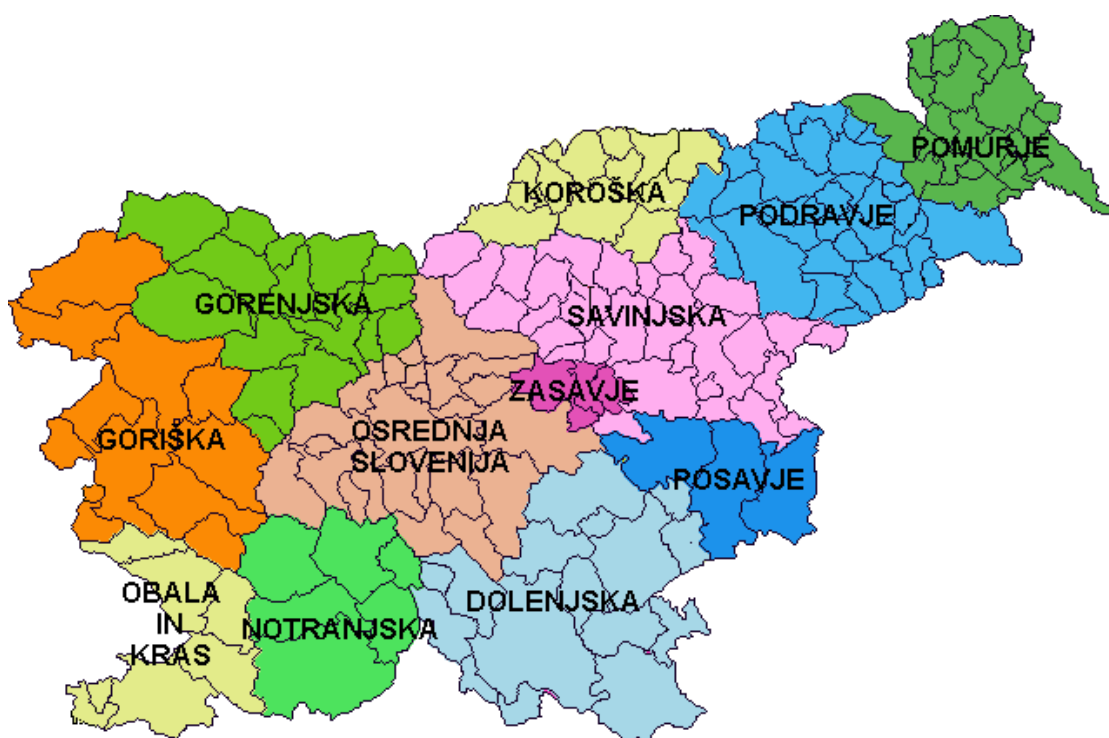 POMURJE
KOROŠKA
PODRAVJE
GORENJSKA
SAVINJSKA
ZASAVJE
GORIŠKA
OSREDNJA
SLOVENIJA
POSAVJE
OBALA
IN
KRAS
NOTRANJSKA
DOLENJSKA